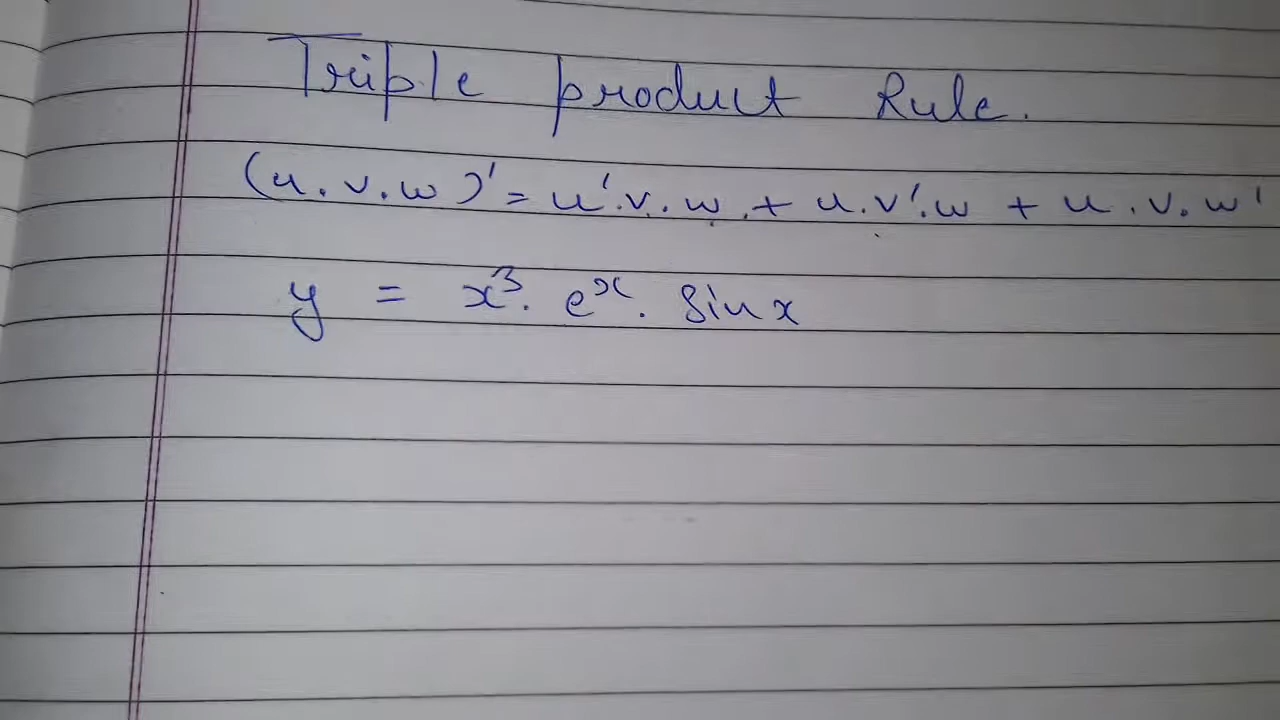 Triple product Rule.
(u.v.w)' = u'.v.w + u.v'.w + u.v.w'
y = x³. eˣ. sin x